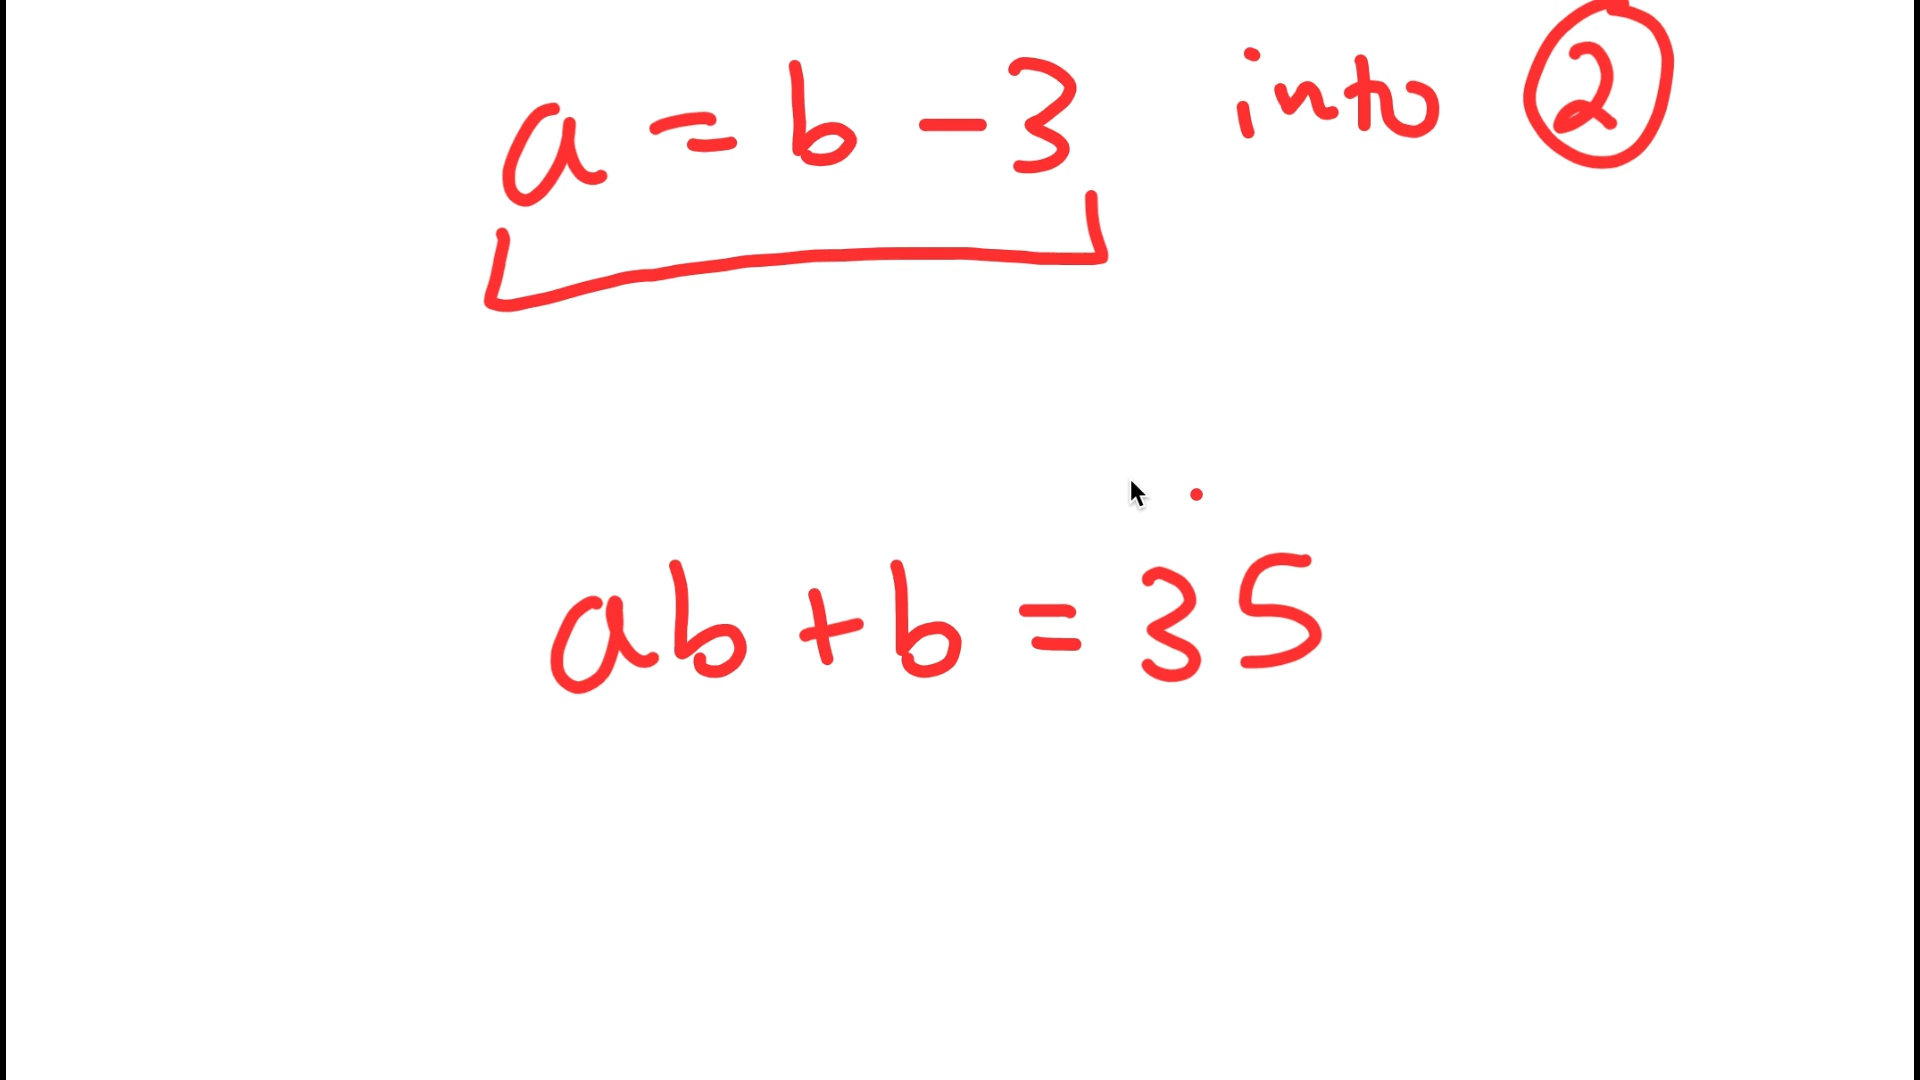 a = b - 3 into 2
ab + b = 35